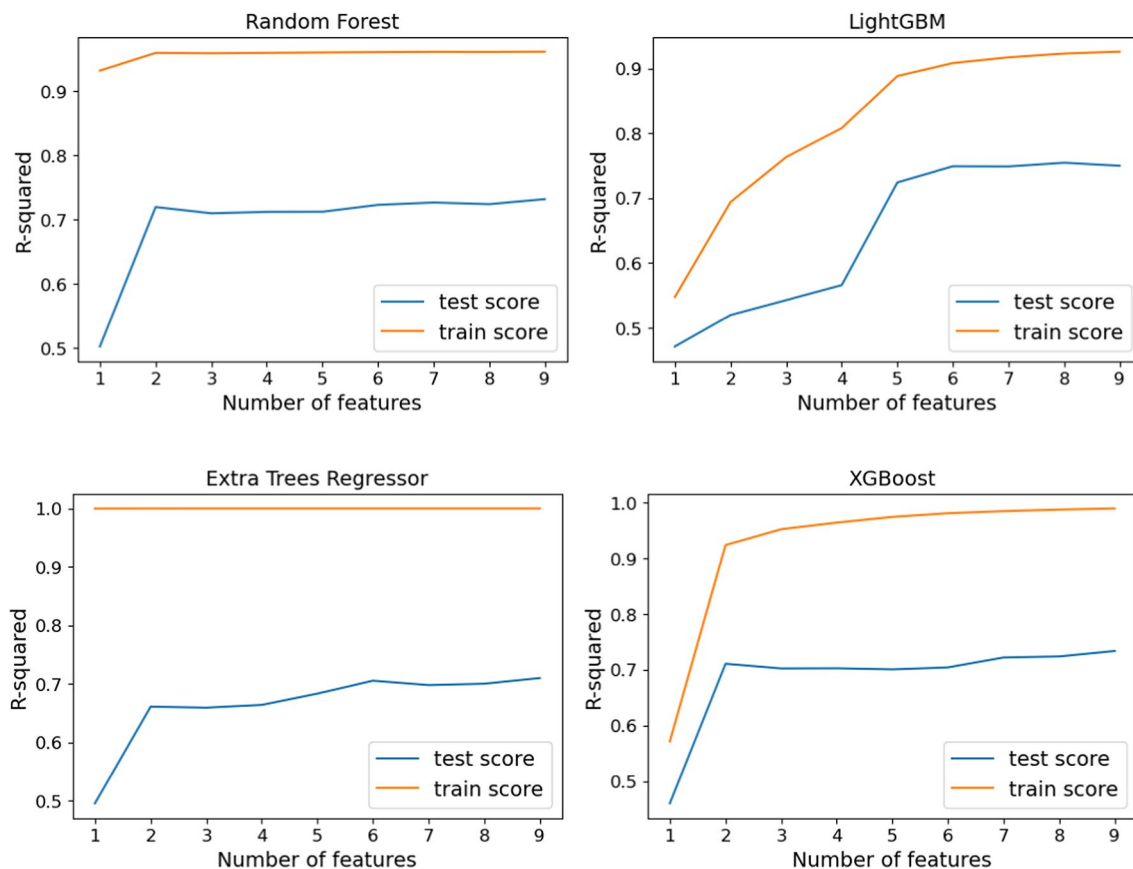 Random Forest
R-squared
0.9
0.8
0.7
0.6
0.5
test score
train score
1 2 3 4 5 6 7 8 9
Number of features
LightGBM
R-squared
0.9
0.8
0.7
0.6
0.5
test score
train score
1 2 3 4 5 6 7 8 9
Number of features
Extra Trees Regressor
R-squared
1.0
0.9
0.8
0.7
0.6
0.5
test score
train score
1 2 3 4 5 6 7 8 9
Number of features
XGBoost
R-squared
1.0
0.9
0.8
0.7
0.6
0.5
test score
train score
1 2 3 4 5 6 7 8 9
Number of features